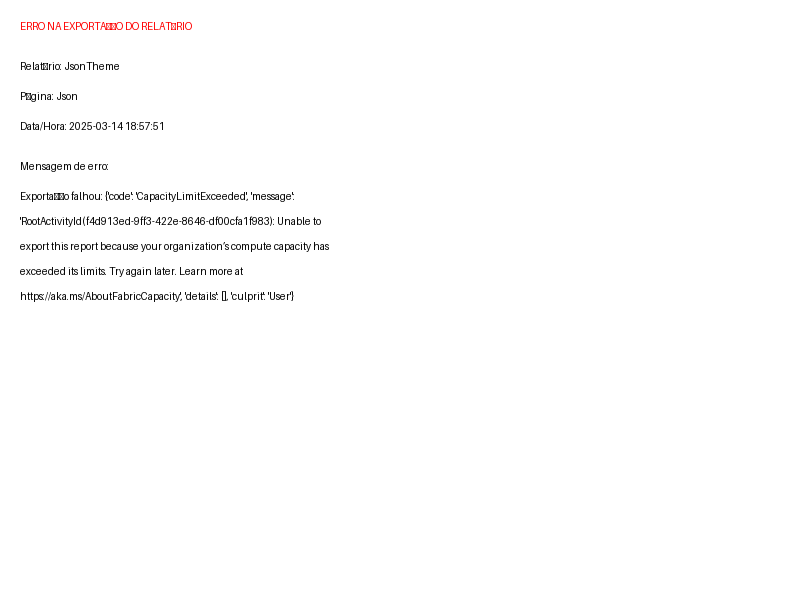 ERRO NA EXPORTA□□O DO RELAT□RIO
Relat□rio: Json Theme
P□gina: Json
Data/Hora: 2025-03-14 18:57:51
Mensagem de erro:
Exporta□□o falhou: {'code': 'CapacityLimitExceeded', 'message':
'RootActivityId(f4d913ed-9ff3-422e-8646-df00cfa1f983): Unable to
export this report because your organization’s compute capacity has
exceeded its limits. Try again later. Learn more at
https://aka.ms/AboutFabricCapacity', 'details': [], 'culprit': 'User'}